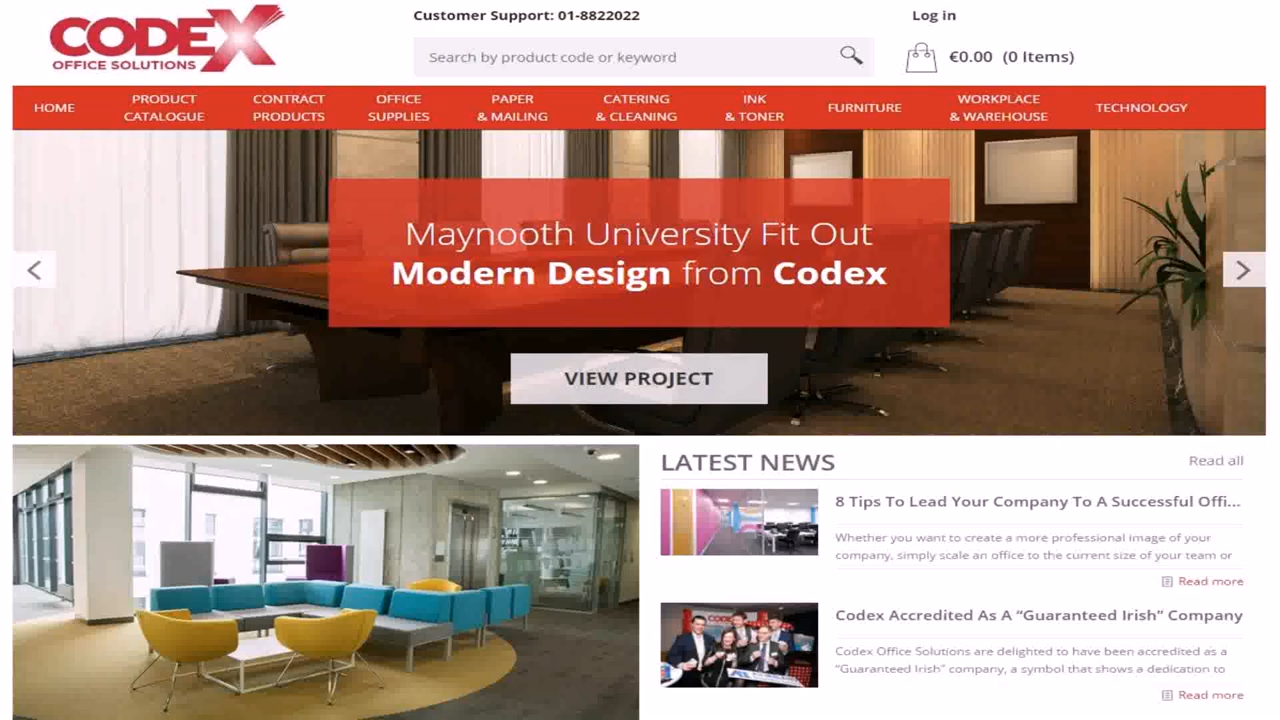 CODEX
OFFICE SOLUTIONS
Customer Support: 01-8822022
Log in
Search by product code or keyword
€0.00 (0 Items)
HOME
PRODUCT
CATALOGUE
CONTRACT
PRODUCTS
OFFICE
SUPPLIES
PAPER
& MAILING
CATERING
& CLEANING
INK
& TONER
FURNITURE
WORKPLACE
& WAREHOUSE
TECHNOLOGY
Maynooth University Fit Out
Modern Design from Codex
VIEW PROJECT
LATEST NEWS
Read all
8 Tips To Lead Your Company To A Successful Offi...
Whether you want to create a more professional image of your
company, simply scale an office to the current size of your team or
Read more
Codex Accredited As A “Guaranteed Irish” Company
Codex Office Solutions are delighted to have been accredited as a
“Guaranteed Irish” company, a symbol that shows a dedication to
Read more